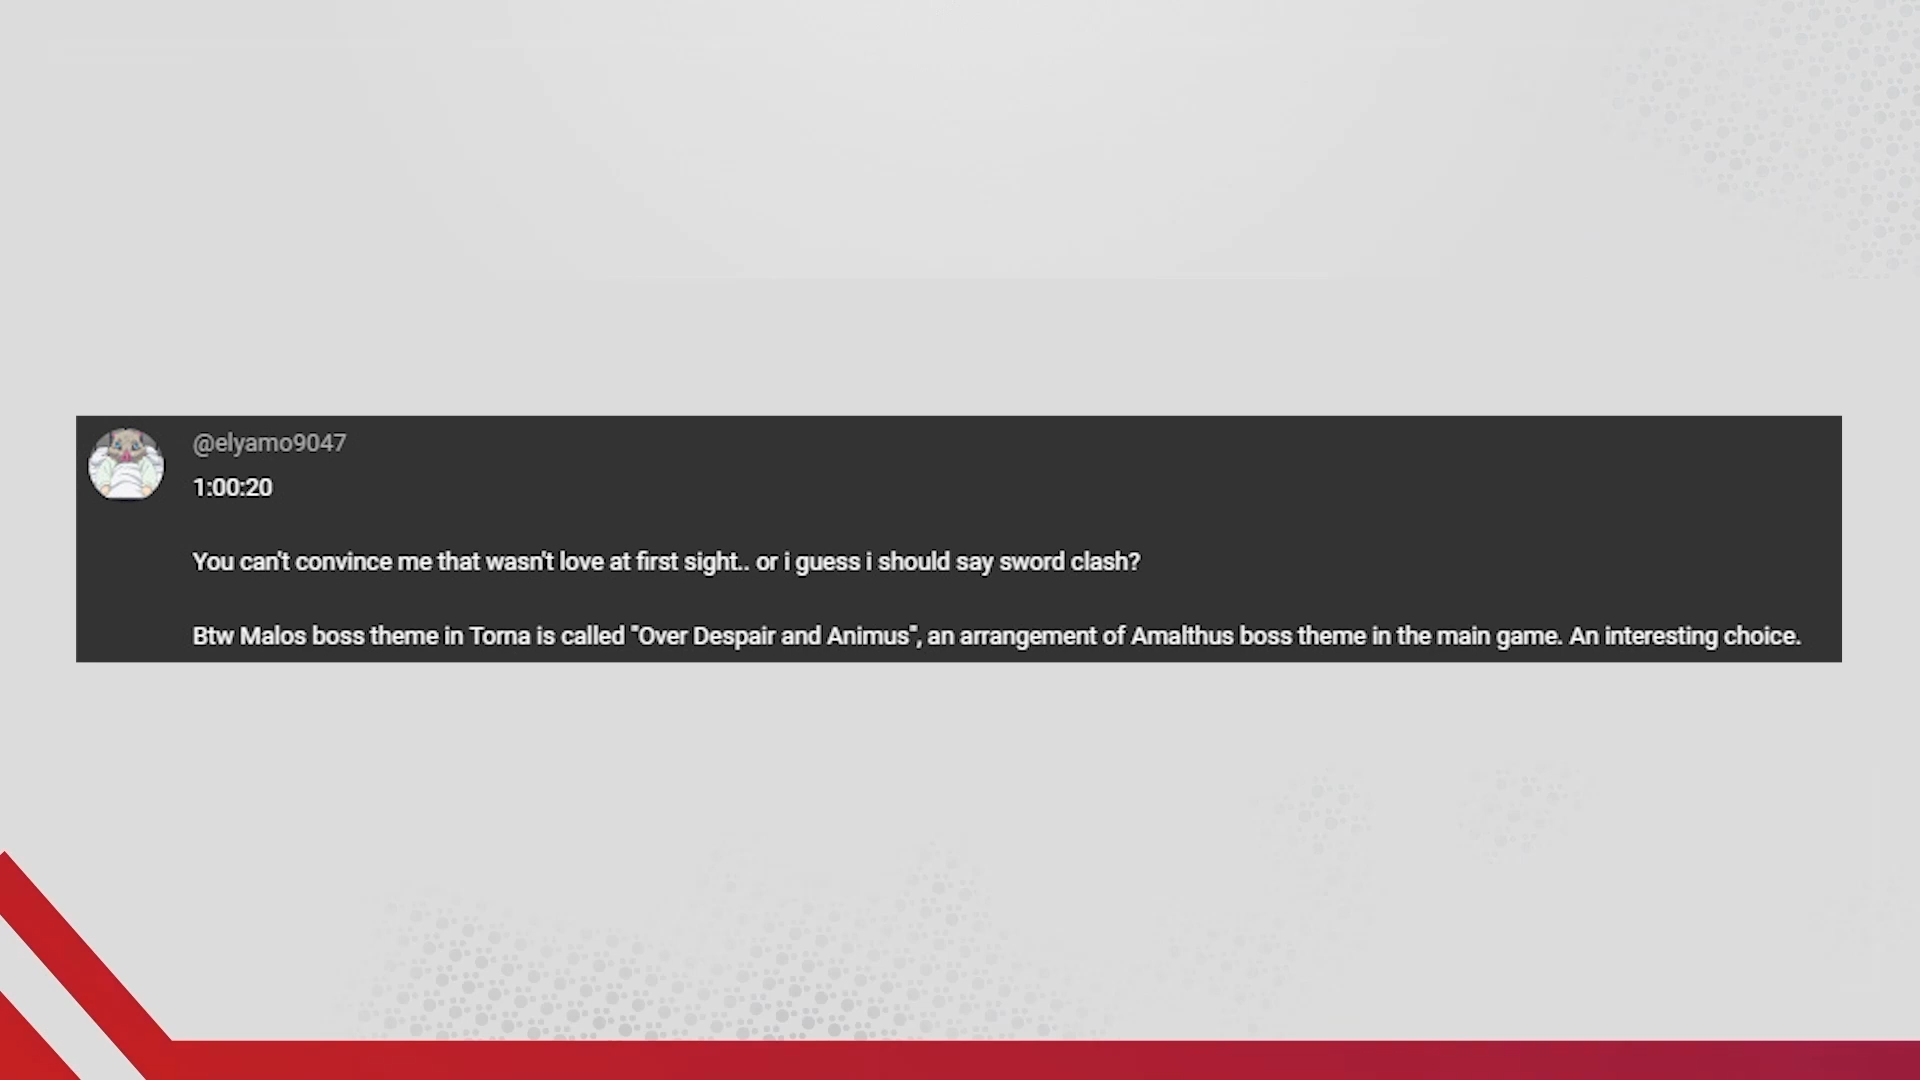 @elyamo9047
1:00:20
You can't convince me that wasn't love at first sight.. or i guess i should say sword clash?
Btw Malos boss theme in Torna is called "Over Despair and Animus", an arrangement of Amalthus boss theme in the main game. An interesting choice.